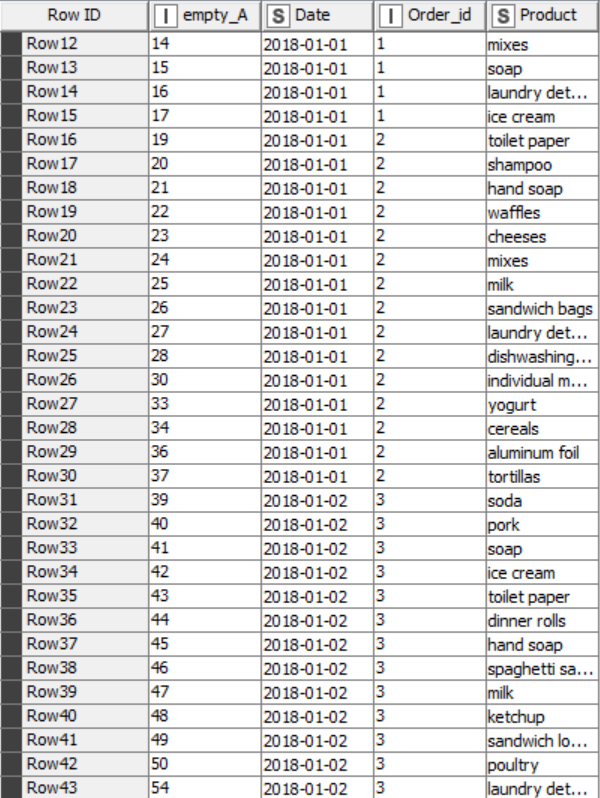 Row ID I empty_A S Date I Order_id S Product
Row12 14 2018-01-01 1 mixes
Row13 15 2018-01-01 1 soap
Row14 16 2018-01-01 1 laundry det...
Row15 17 2018-01-01 1 ice cream
Row16 19 2018-01-01 2 toilet paper
Row17 20 2018-01-01 2 shampoo
Row18 21 2018-01-01 2 hand soap
Row19 22 2018-01-01 2 waffles
Row20 23 2018-01-01 2 cheeses
Row21 24 2018-01-01 2 mixes
Row22 25 2018-01-01 2 milk
Row23 26 2018-01-01 2 sandwich bags
Row24 27 2018-01-01 2 laundry det...
Row25 28 2018-01-01 2 dishwashing...
Row26 30 2018-01-01 2 individual m...
Row27 33 2018-01-01 2 yogurt
Row28 34 2018-01-01 2 cereals
Row29 36 2018-01-01 2 aluminum foil
Row30 37 2018-01-01 2 tortillas
Row31 39 2018-01-02 3 soda
Row32 40 2018-01-02 3 pork
Row33 41 2018-01-02 3 soap
Row34 42 2018-01-02 3 ice cream
Row35 43 2018-01-02 3 toilet paper
Row36 44 2018-01-02 3 dinner rolls
Row37 45 2018-01-02 3 hand soap
Row38 46 2018-01-02 3 spaghetti sa...
Row39 47 2018-01-02 3 milk
Row40 48 2018-01-02 3 ketchup
Row41 49 2018-01-02 3 sandwich lo...
Row42 50 2018-01-02 3 poultry
Row43 54 2018-01-02 3 laundry det...